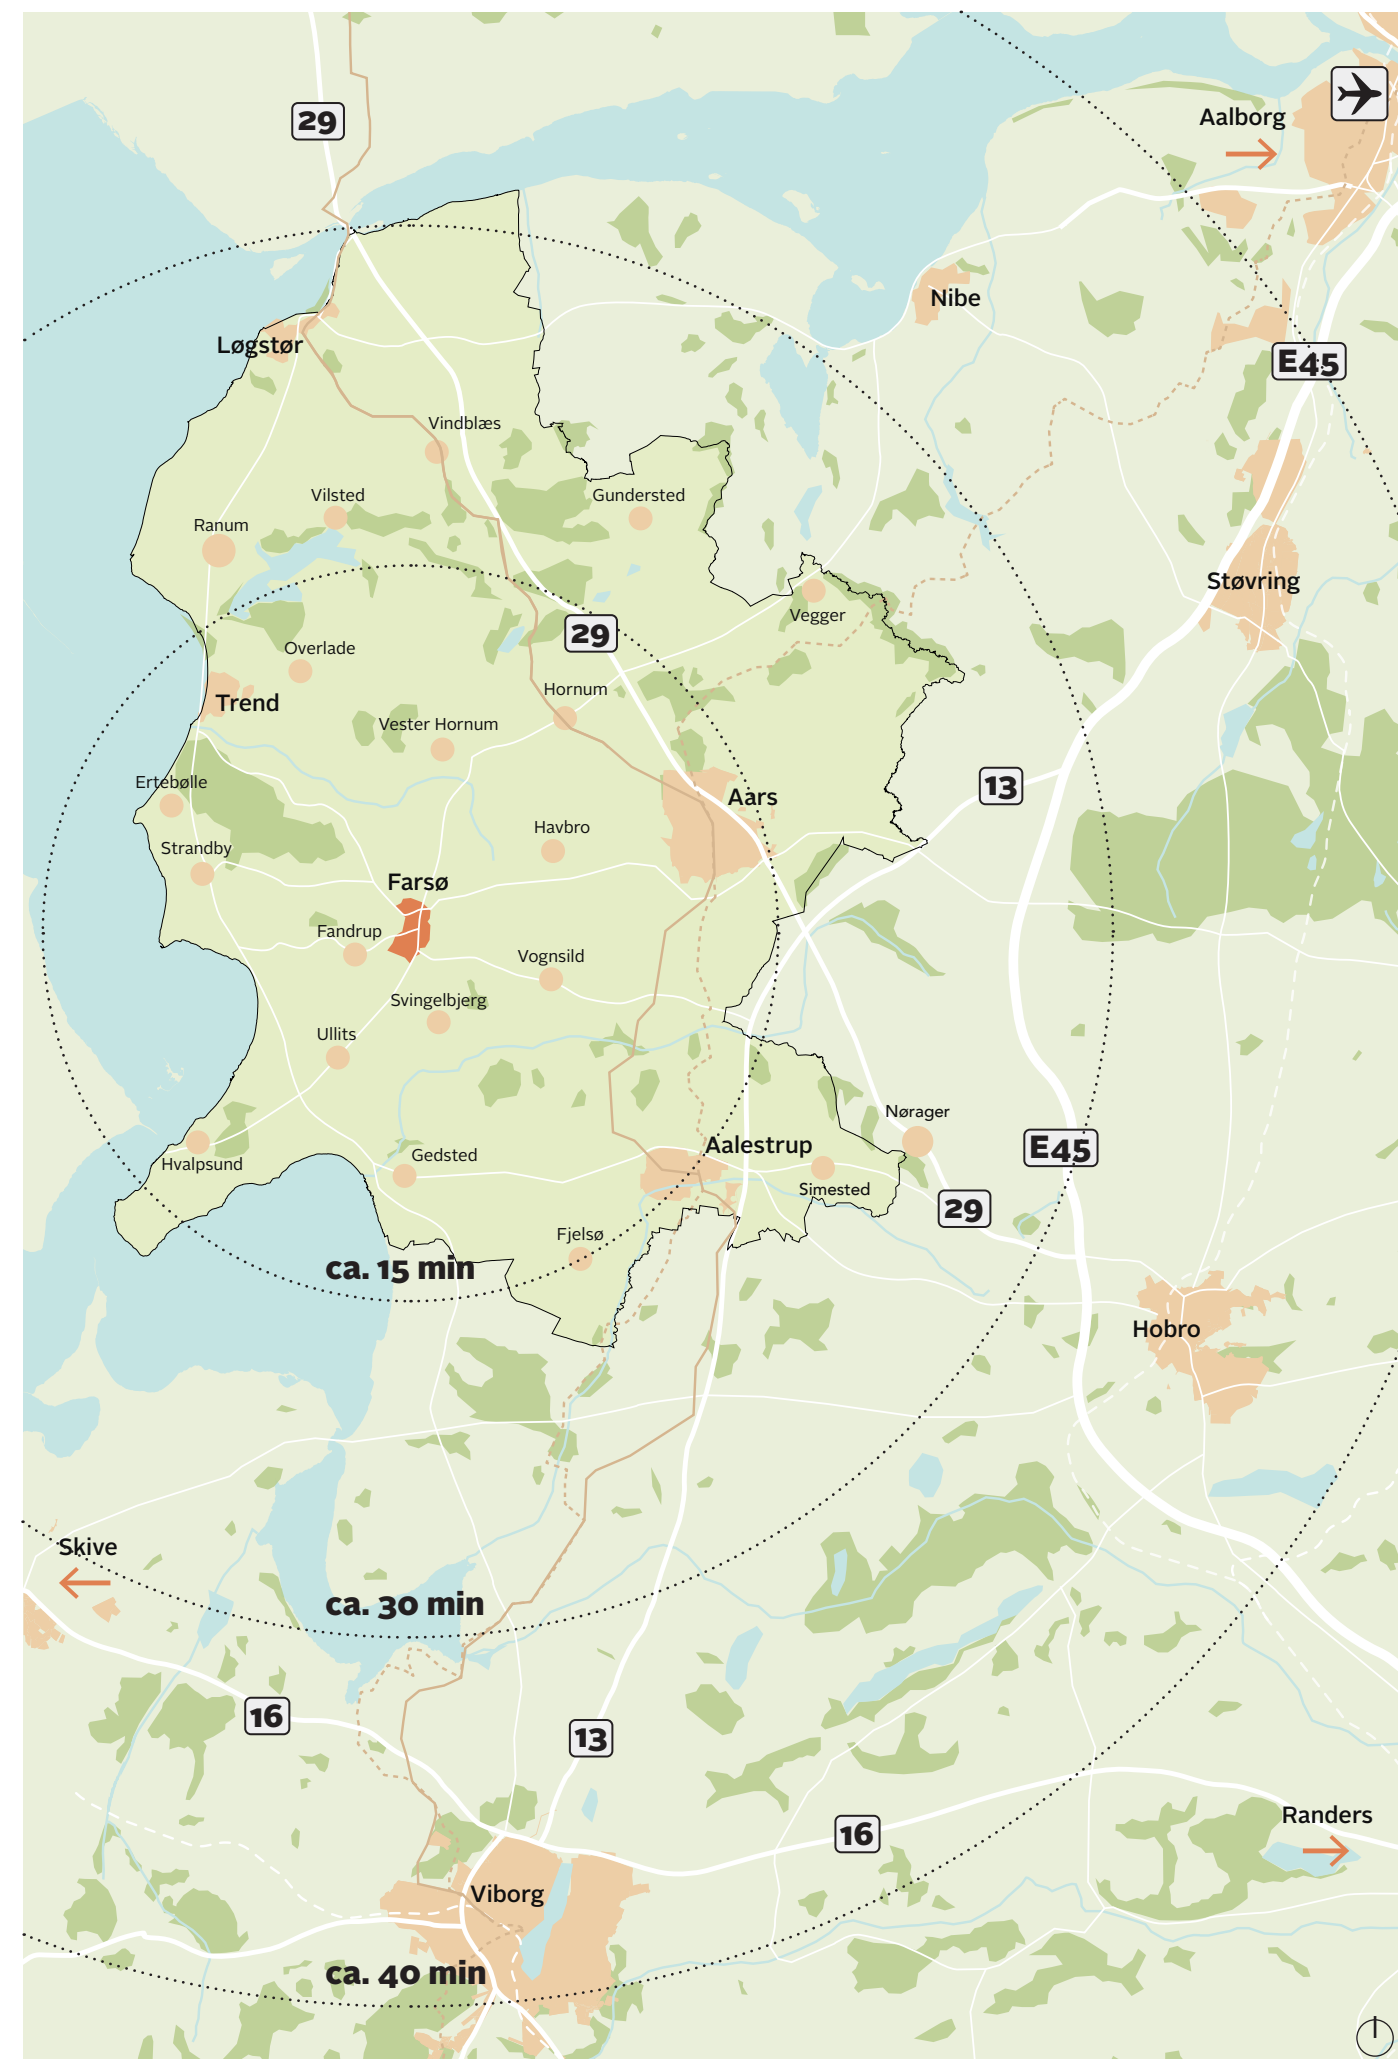 29
Aalborg
Nibe
Løgstør
E45
Vindblæs
Vilsted
Gundersted
Ranum
Støvring
Vegger
29
Overlade
Hornum
Trend
Vester Hornum
Ertebølle
13
Aars
Havbro
Strandby
Farsø
Fandrup
Vognsild
Svingelbjerg
Ullits
Nørager
Aalestrup
E45
Gedsted
Hvalpsund
Simested
29
Fjelsø
ca. 15 min
Hobro
Skive
ca. 30 min
16
13
Randers
16
Viborg
ca. 40 min